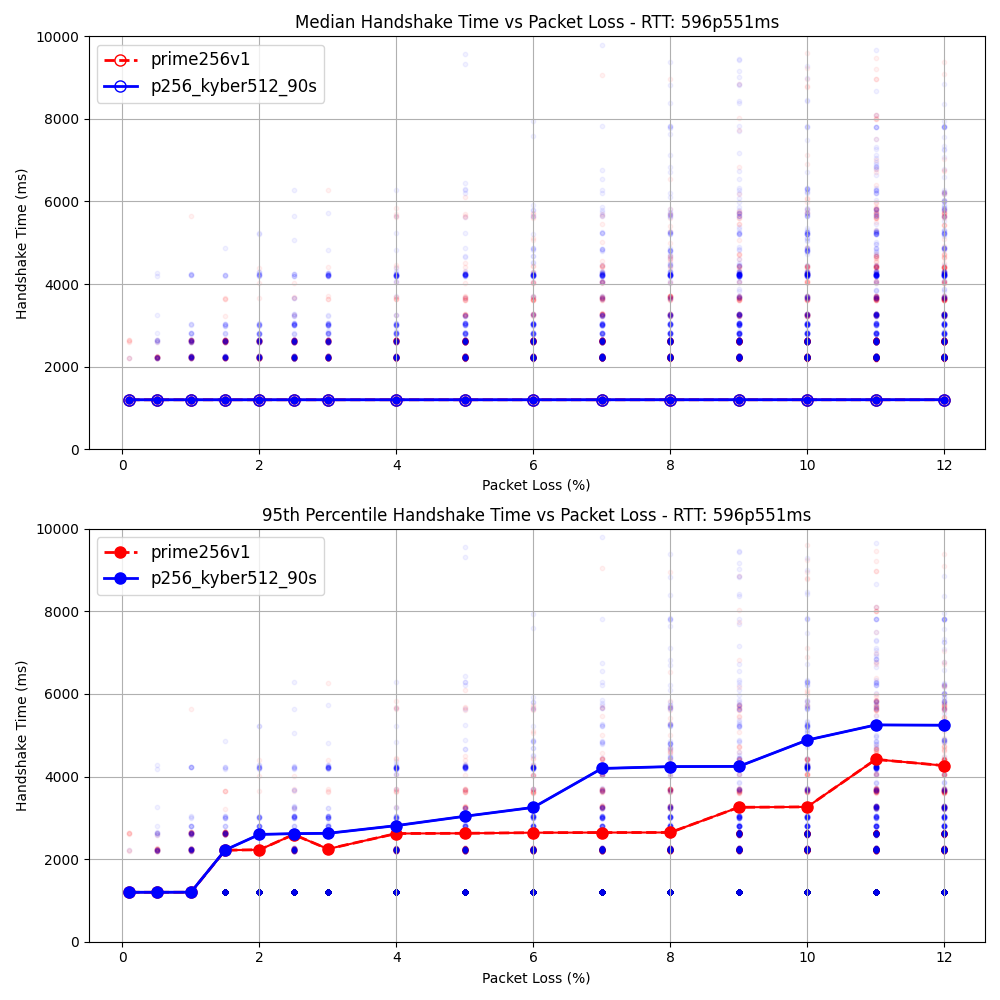 Median Handshake Time vs Packet Loss - RTT: 596p551ms
10000
8000
6000
4000
2000
0
Handshake Time (ms)
prime256v1
p256_kyber512_90s
0 2 4 6 8 10 12
Packet Loss (%)
95th Percentile Handshake Time vs Packet Loss - RTT: 596p551ms
10000
8000
6000
4000
2000
0
Handshake Time (ms)
prime256v1
p256_kyber512_90s
0 2 4 6 8 10 12
Packet Loss (%)